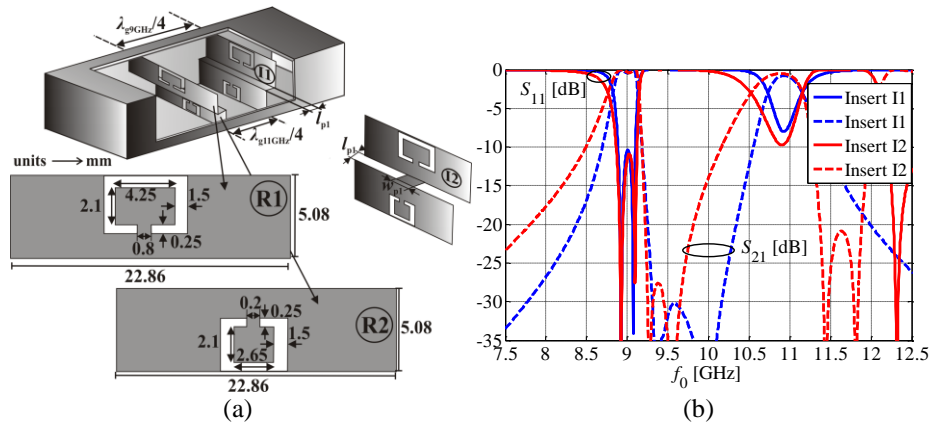 λg9GHz/4
I1
lp1
λg11GHz/4
units → mm
lp1
wp1
I2
4.25
1.5
R1
2.1
5.08
0.8
0.25
22.86
0.2
0.25
R2
5.08
2.1
1.5
2.65
22.86
(a)
0
-5
-10
-15
-20
-25
-30
-35
S11 [dB]
S21 [dB]
Insert I1
Insert I1
Insert I2
Insert I2
7.5 8 8.5 9 9.5 10 10.5 11 11.5 12 12.5
f0 [GHz]
(b)